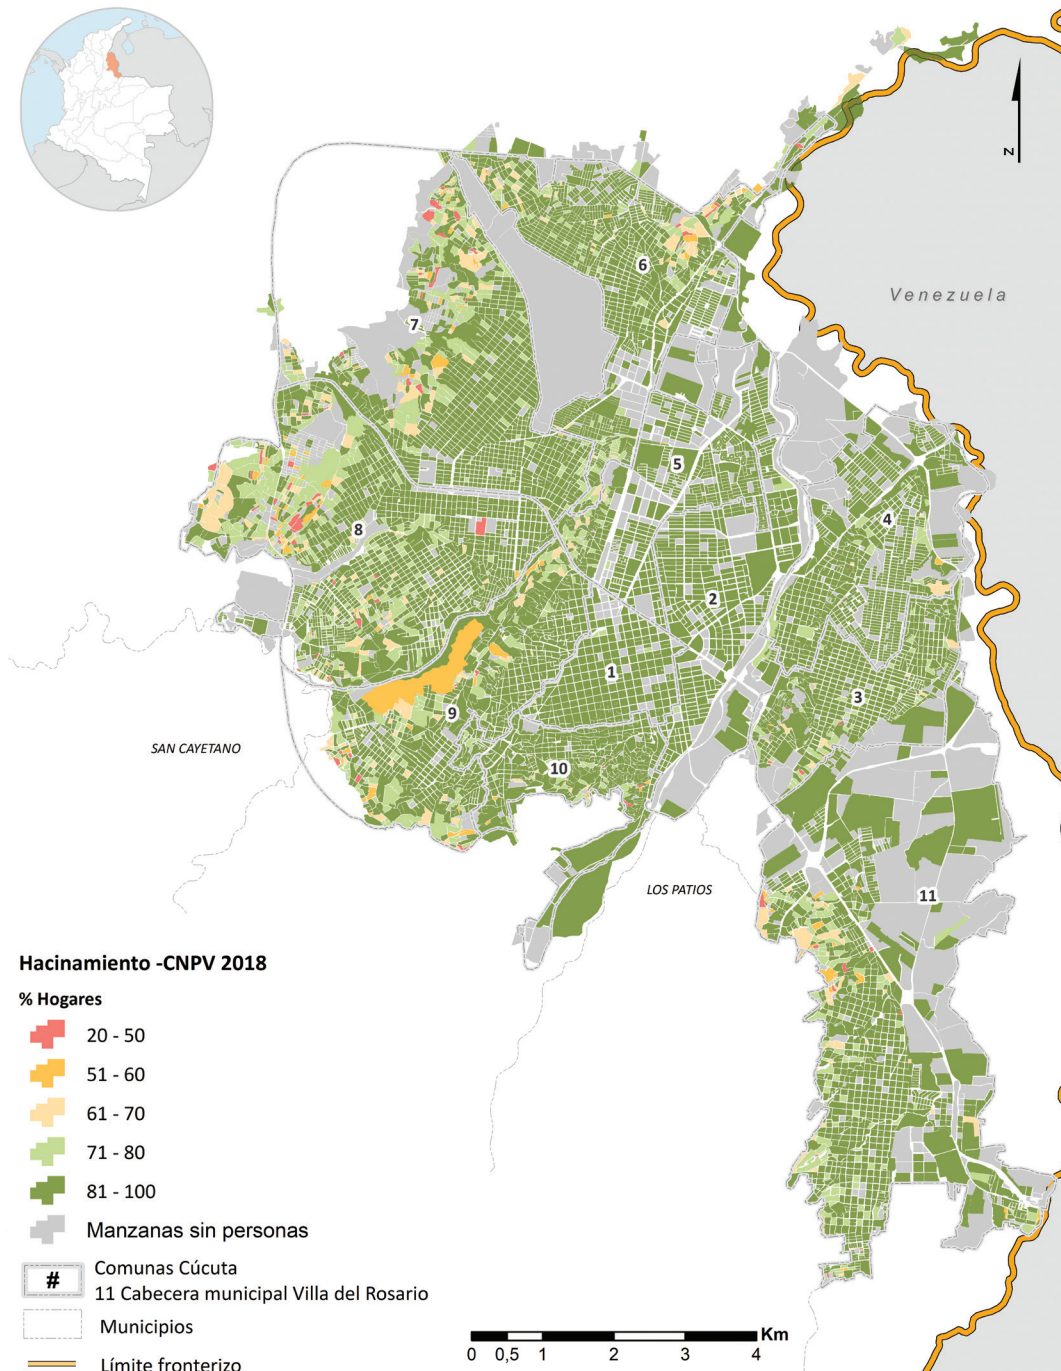 N
Venezuela
6
7
5
4
8
2
1
3
9
10
SAN CAYETANO
LOS PATIOS
11
Hacinamiento -CNPV 2018
% Hogares
20 - 50
51 - 60
61 - 70
71 - 80
81 - 100
Manzanas sin personas
# Comunas Cúcuta
11 Cabecera municipal Villa del Rosario
Municipios
Límite fronterizo
Km
0 0,5 1 2 3 4